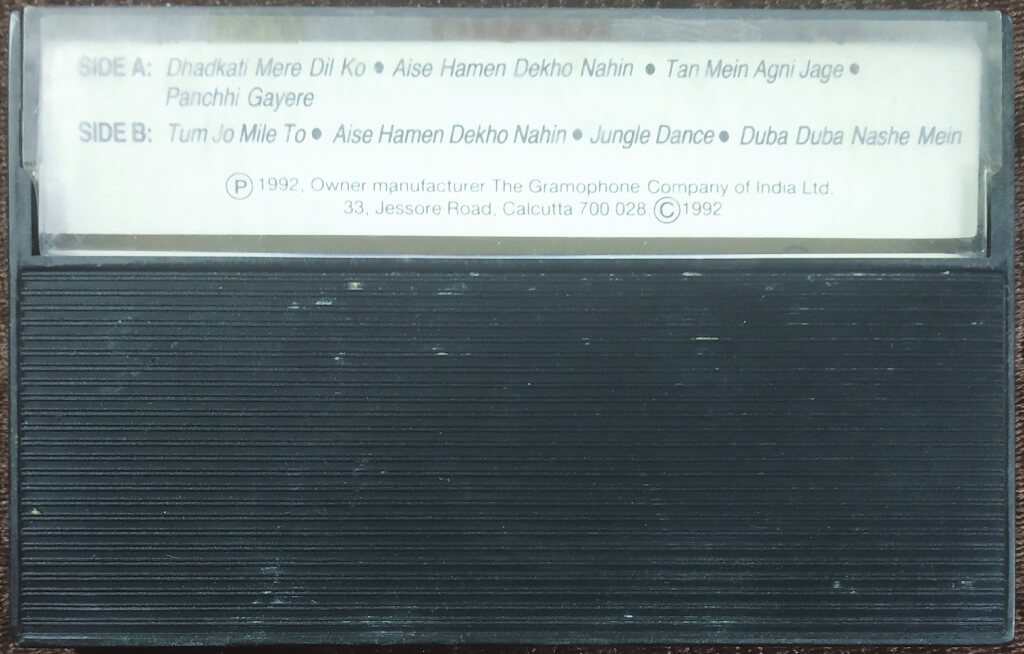 SIDE A: Dhadkati Mere Dil Ko ● Aise Hamen Dekho Nahin ● Tan Mein Agni Jage ●
Panchhi Gayere
SIDE B: Tum Jo Mile To ● Aise Hamen Dekho Nahin ● Jungle Dance ● Duba Duba Nashe Mein
Ⓟ 1992, Owner manufacturer The Gramophone Company of India Ltd.
33, Jessore Road, Calcutta 700 028. Ⓒ 1992